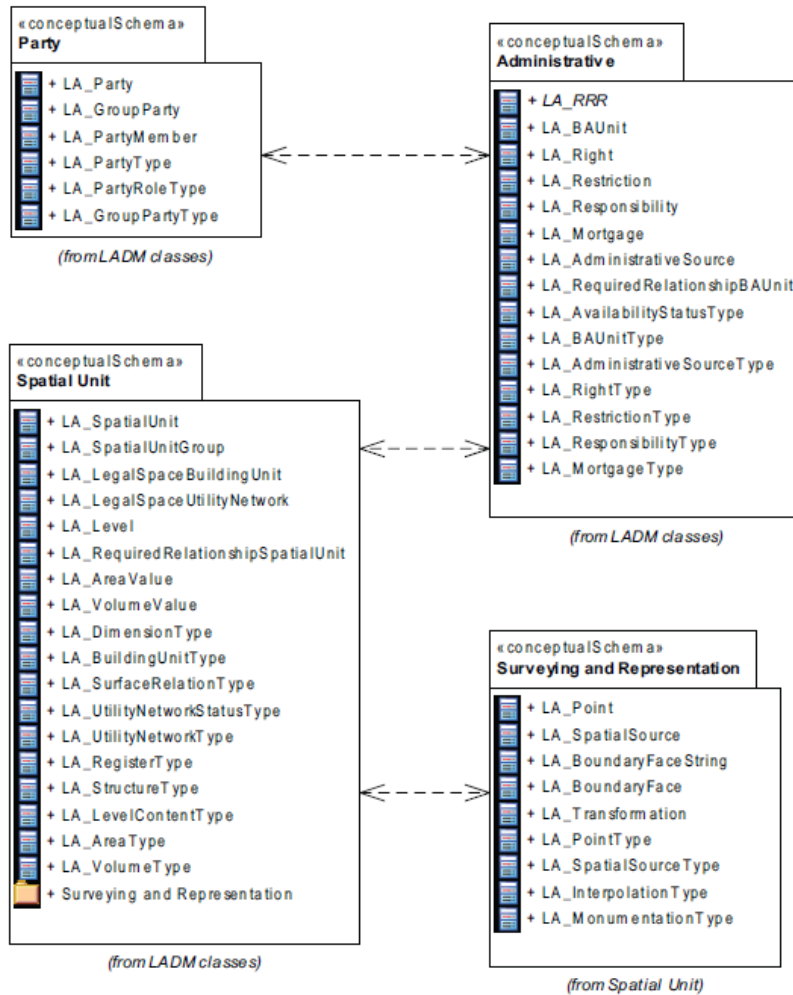 «conceptualSchema»
Party
+ LA_Party
+ LA_GroupParty
+ LA_PartyMember
+ LA_PartyType
+ LA_PartyRoleType
+ LA_GroupPartyType
(from LADM classes)
«conceptualSchema»
Administrative
+ LA_RRR
+ LA_BAUnit
+ LA_Right
+ LA_Restriction
+ LA_Responsibility
+ LA_Mortgage
+ LA_AdministrativeSource
+ LA_RequiredRelationshipBAUnit
+ LA_AvailabilityStatusType
+ LA_BAUnitType
+ LA_AdministrativeSourceType
+ LA_RightType
+ LA_RestrictionType
+ LA_ResponsibilityType
+ LA_MortgageType
(from LADM classes)
«conceptualSchema»
Spatial Unit
+ LA_SpatialUnit
+ LA_SpatialUnitGroup
+ LA_LegalSpaceBuildingUnit
+ LA_LegalSpaceUtilityNetwork
+ LA_Level
+ LA_RequiredRelationshipSpatialUnit
+ LA_AreaValue
+ LA_VolumeValue
+ LA_DimensionType
+ LA_BuildingUnitType
+ LA_SurfaceRelationType
+ LA_UtilityNetworkStatusType
+ LA_UtilityNetworkType
+ LA_RegisterType
+ LA_StructureType
+ LA_LevelContentType
+ LA_AreaType
+ LA_VolumeType
+ Surveying and Representation
(from LADM classes)
«conceptualSchema»
Surveying and Representation
+ LA_Point
+ LA_SpatialSource
+ LA_BoundaryFaceString
+ LA_BoundaryFace
+ LA_Transformation
+ LA_PointType
+ LA_SpatialSourceType
+ LA_InterpolationType
+ LA_MonumentationType
(from Spatial Unit)